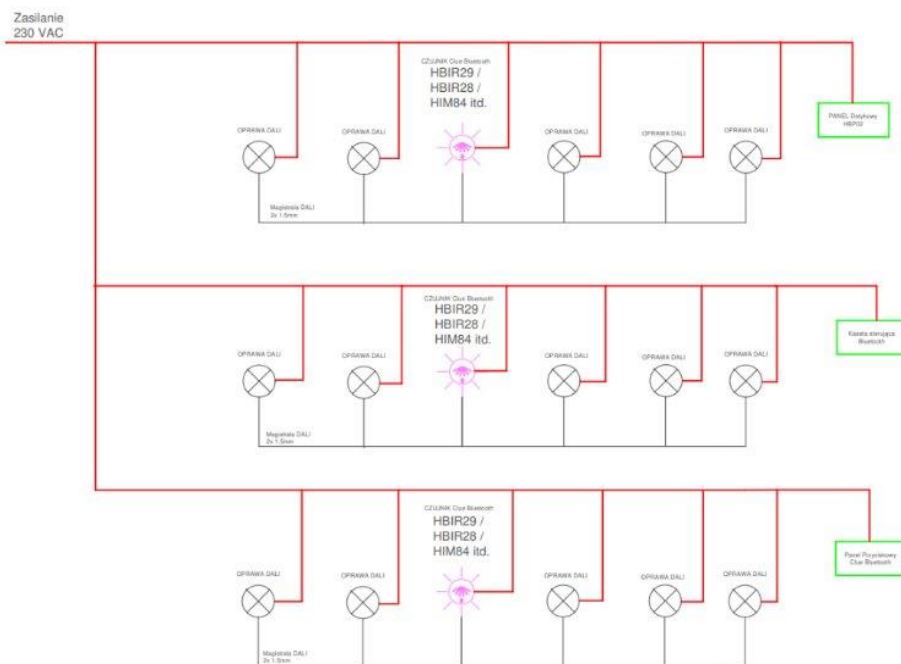 Zasilanie
230 VAC
CZUJNIK Clue Bluetooth
HBIR29 /
HBIR28 /
HIM84 itd.
PANEL Dotykowy
HBP02
OPRAWA DALI
OPRAWA DALI
OPRAWA DALI
OPRAWA DALI
OPRAWA DALI
Magistrala DALI
2x 1.5mm
CZUJNIK Clue Bluetooth
HBIR29 /
HBIR28 /
HIM84 itd.
Kaseta sterująca
Bluetooth
OPRAWA DALI
OPRAWA DALI
OPRAWA DALI
OPRAWA DALI
OPRAWA DALI
Magistrala DALI
2x 1.5mm
CZUJNIK Clue Bluetooth
HBIR29 /
HBIR28 /
HIM84 itd.
Panel Przyciskowy
Clue Bluetooth
OPRAWA DALI
OPRAWA DALI
OPRAWA DALI
OPRAWA DALI
OPRAWA DALI
Magistrala DALI
2x 1.5mm